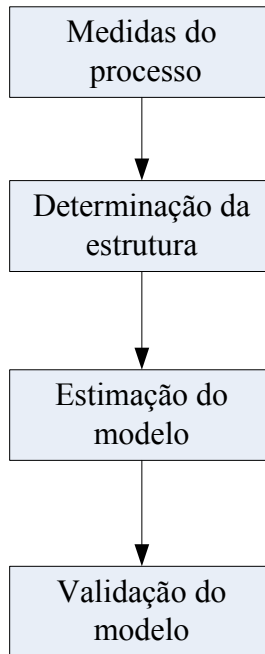 Medidas do
processo
Determinação da
estrutura
Estimação do
modelo
Validação do
modelo